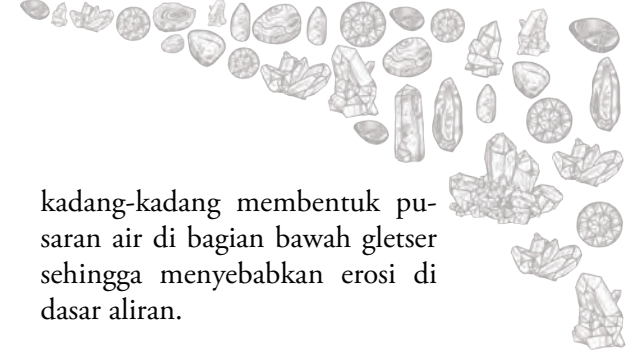 kadang-kadang membentuk pu-
saran air di bagian bawah gletser
sehingga menyebabkan erosi di
dasar aliran.